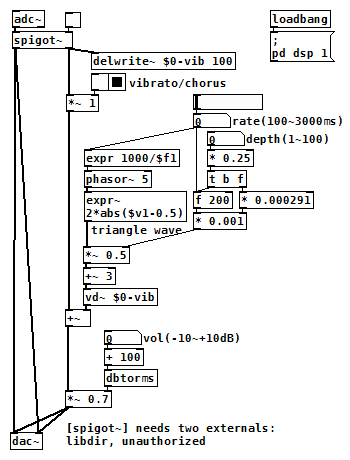 adc~
loadbang
spigot~
;
pd dsp 1
delwrite~ $0-vib 100
vibrato/chorus
*~ 1
0
rate(100~3000ms)
0
depth(1~100)
expr 1000/$f1
* 0.25
phasor~ 5
t b f
expr~
2*abs($v1-0.5)
f 200
* 0.000291
triangle wave
* 0.001
*~ 0.5
+~ 3
vd~ $0-vib
+~
0
vol(-10~+10dB)
+ 100
dbtorms
*~ 0.7
dac~
[spigot~] needs two externals:
libdir, unauthorized